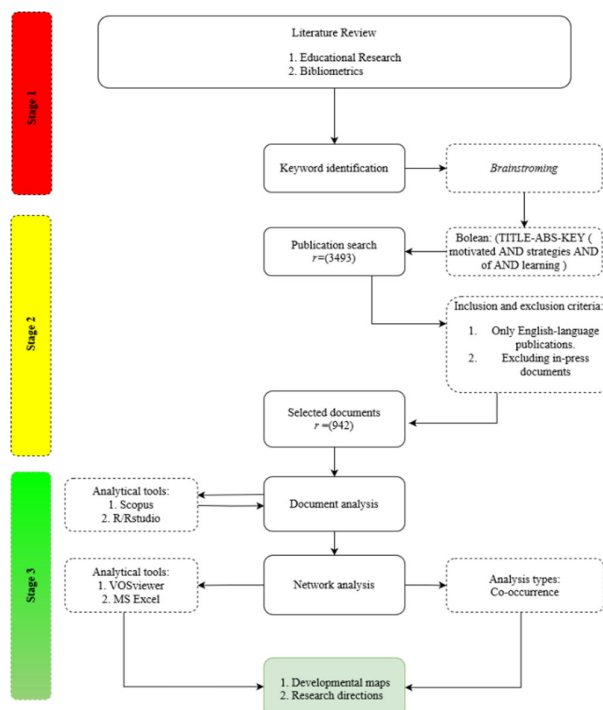 Stage 1
Literature Review
1. Educational Research
2. Bibliometrics
Keyword identification
Brainstroming
Stage 2
Publication search
r=(3493)
Bolean: (TITLE-ABS-KEY (
motivated AND strategies AND
of AND learning )
Inclusion and exclusion criteria:
1. Only English-language
publications.
2. Excluding in-press
documents
Selected documents
r =(942)
Stage 3
Analytical tools:
1. Scopus
2. R/Rstudio
Document analysis
Analytical tools:
1. VOSviewer
2. MS Excel
Network analysis
Analysis types:
Co-occurrence
1. Developmental maps
2. Research directions